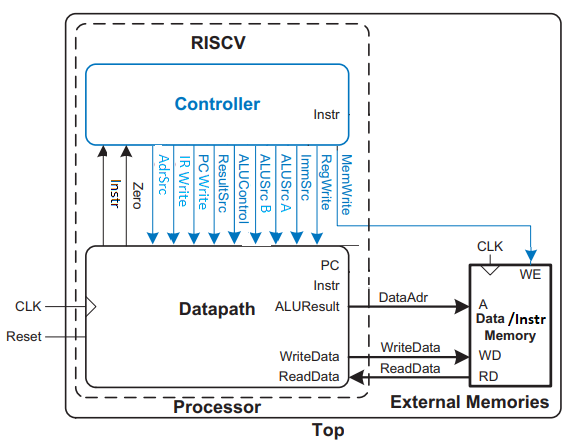 RISCV
Controller
Instr
Instr
Zero
AdrSrc
IR Write
PC Write
ResultSrc
ALUControl
ALUSrc B
ALUSrc A
ImmSrc
RegWrite
MemWrite
CLK
WE
PC
Instr
Datapath
ALUResult
DataAdr
A
Data /Instr
Memory
CLK
Reset
WriteData
WriteData
WD
ReadData
ReadData
RD
Processor
External Memories
Top